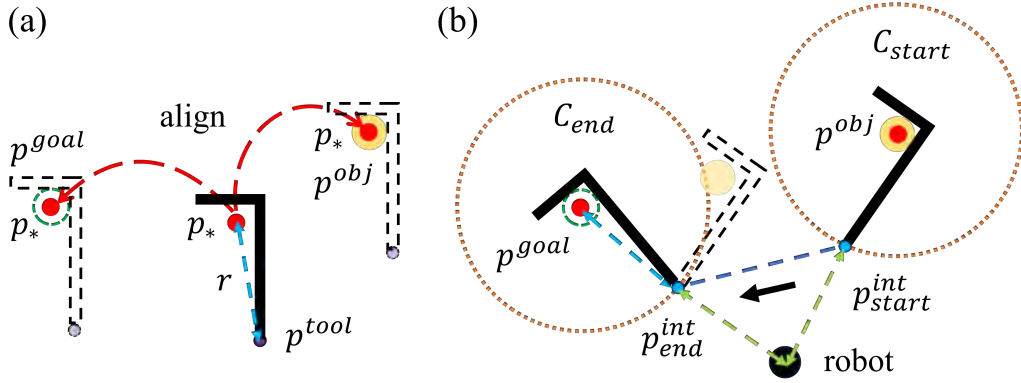 (a)
align
p^{goal}
p_*
p_*
p^{obj}
p_*
r
p^{tool}
(b)
C_{start}
C_{end}
p^{obj}
p^{goal}
p^{int}_{start}
p^{int}_{end}
robot